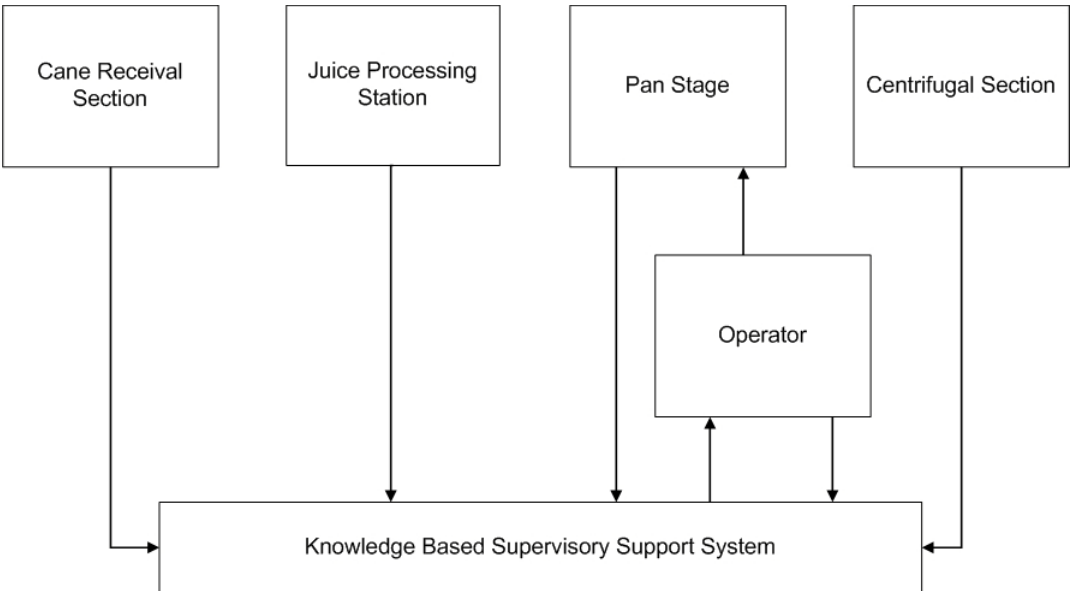 Cane Receival
Section
Juice Processing
Station
Pan Stage
Centrifugal Section
Operator
Knowledge Based Supervisory Support System